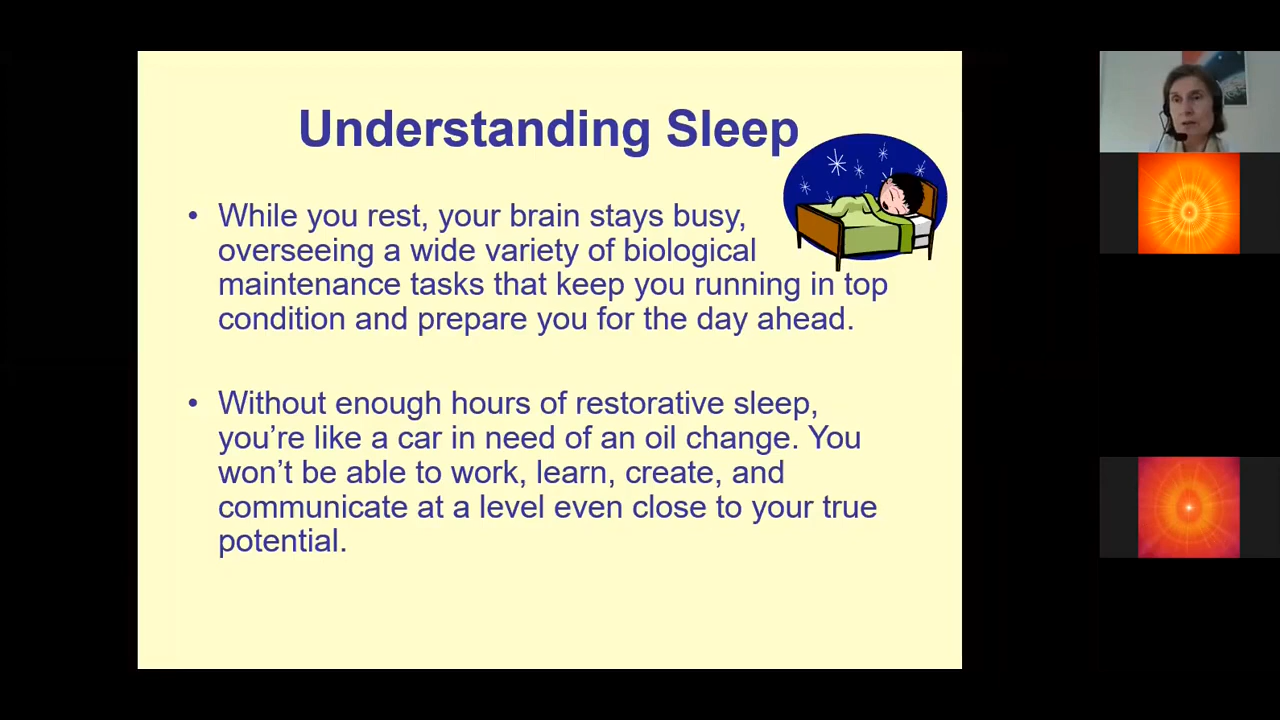 Understanding Sleep
• While you rest, your brain stays busy,
overseeing a wide variety of biological
maintenance tasks that keep you running in top
condition and prepare you for the day ahead.
• Without enough hours of restorative sleep,
you’re like a car in need of an oil change. You
won’t be able to work, learn, create, and
communicate at a level even close to your true
potential.